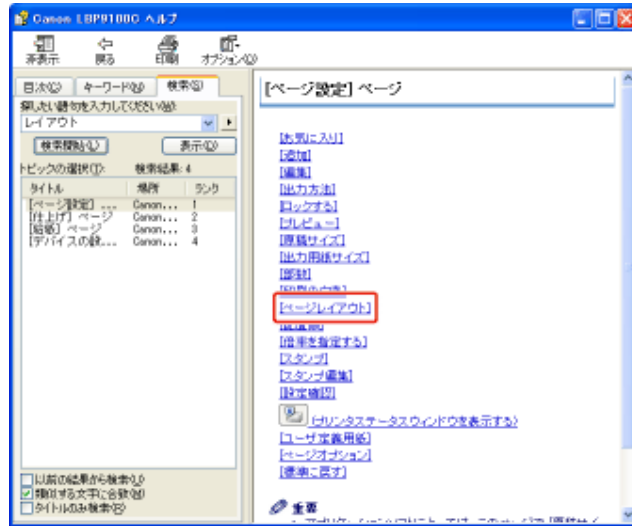 Canon LBP9100C ヘルプ
非表示 戻る 印刷 オプション(O)
目次(C) キーワード(N) 検索(S)
探したい語句を入力してください(W):
レイアウト
検索開始(L) 表示(D)
トピックの選択(T): 検索結果: 4
タイトル 場所 ランク
[ページ設定] ... Canon... 1
[仕上げ] ページ Canon... 2
[給紙] ページ Canon... 3
[デバイスの設... Canon... 4
以前の結果から検索(U)
類似する文字に合致(M)
タイトルのみ検索(R)
[ページ設定] ページ
[お気に入り]
[追加]
[編集]
[出力方法]
[ロックする]
[プレビュー]
[原稿サイズ]
[出力用紙サイズ]
[部数]
[印刷の向き]
[ページレイアウト]
[倍率を指定する]
[スタンプ]
[スタンプ編集]
[設定確認]
(プリンタステータスウィンドウを表示する)
[ユーザ定義用紙]
[ページオプション]
[標準に戻す]
重要